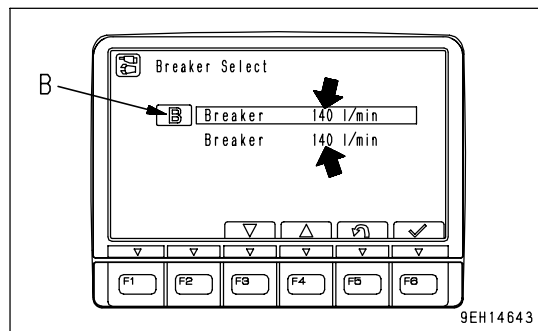 Breaker Select
B
B Breaker 140 l/min
Breaker 140 l/min
F1 F2 F3 F4 F5 F6
9EH14643